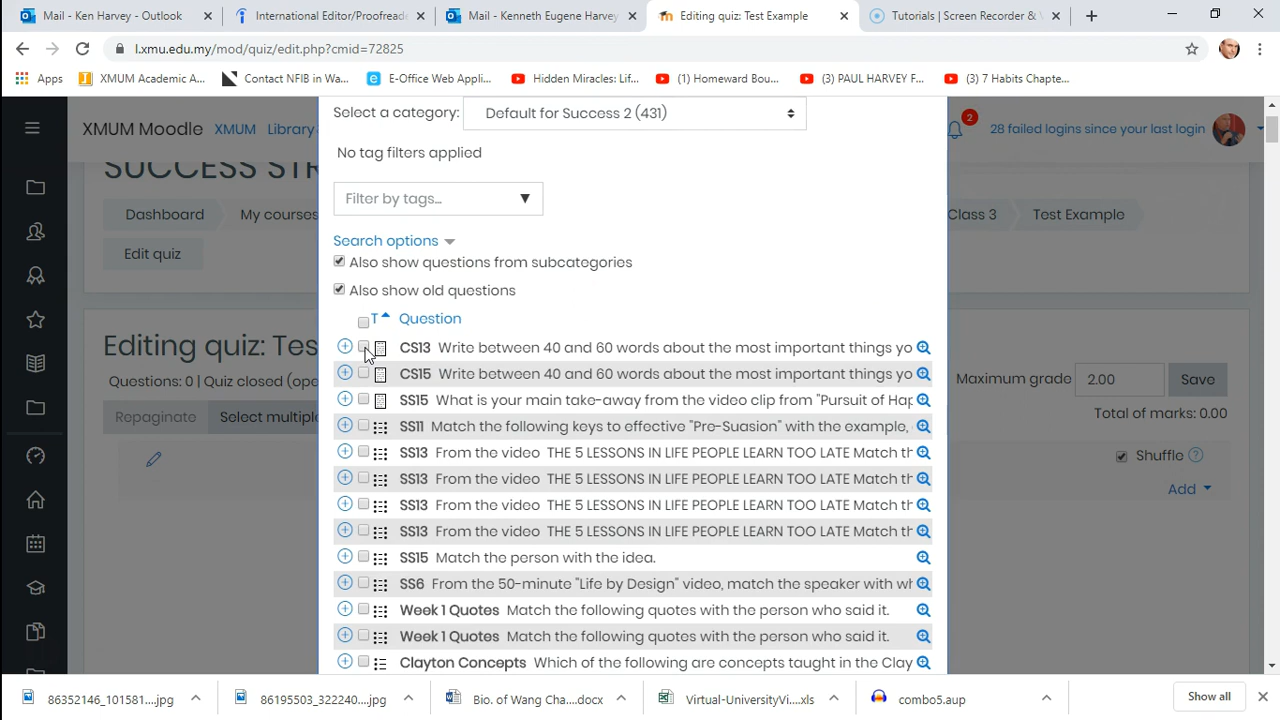 Mail - Ken Harvey - Outlook
International Editor/Proofreade
Mail - Kenneth Eugene Harvey
Editing quiz: Test Example
Tutorials | Screen Recorder & V
l.xmu.edu.my/mod/quiz/edit.php?cmid=72825
Apps
XMUM Academic A...
Contact NFIB in Wa...
E-Office Web Appli...
Hidden Miracles: Lif...
(1) Homeward Bou...
(3) PAUL HARVEY F...
(3) 7 Habits Chapte...
XMUM Moodle
XMUM
Library
2
28 failed logins since your last login
SUCCESS STR
Dashboard
My courses
Class 3
Test Example
Edit quiz
Editing quiz: Tes
Questions: 0 | Quiz closed (ope
Repaginate
Select multiple
Maximum grade
2.00
Save
Total of marks: 0.00
Shuffle
Add
Select a category:
Default for Success 2 (431)
No tag filters applied
Filter by tags...
Search options
Also show questions from subcategories
Also show old questions
T
Question
CS13 Write between 40 and 60 words about the most important things yo
CS15 Write between 40 and 60 words about the most important things yo
SS15 What is your main take-away from the video clip from "Pursuit of Hap
SS11 Match the following keys to effective "Pre-Suasion" with the example,
SS13 From the video THE 5 LESSONS IN LIFE PEOPLE LEARN TOO LATE Match th
SS13 From the video THE 5 LESSONS IN LIFE PEOPLE LEARN TOO LATE Match th
SS13 From the video THE 5 LESSONS IN LIFE PEOPLE LEARN TOO LATE Match th
SS13 From the video THE 5 LESSONS IN LIFE PEOPLE LEARN TOO LATE Match th
SS15 Match the person with the idea.
SS6 From the 50-minute "Life by Design" video, match the speaker with wh
Week 1 Quotes Match the following quotes with the person who said it.
Week 1 Quotes Match the following quotes with the person who said it.
Clayton Concepts Which of the following are concepts taught in the Clay
86352146_101581....jpg
86195503_322240....jpg
Bio. of Wang Cha....docx
Virtual-UniversityVi....xls
combo5.aup
Show all